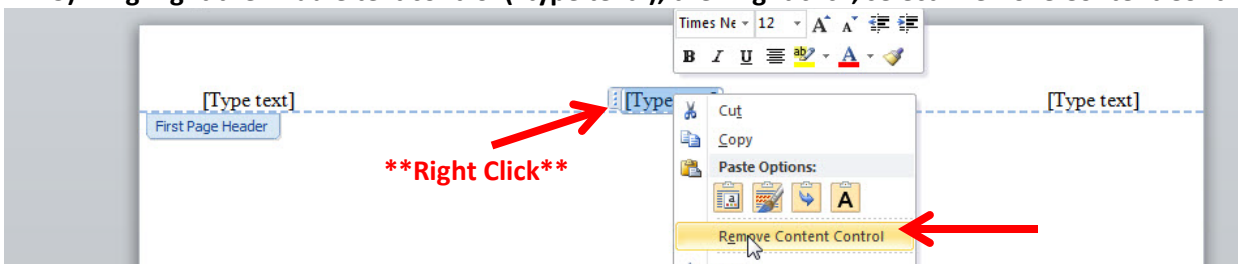 Times Ne 12 A A
B I U ab A
[Type text] [Type [Type text]
First Page Header
Cut
Copy
**Right Click**
Paste Options:
a A
Remove Content Control